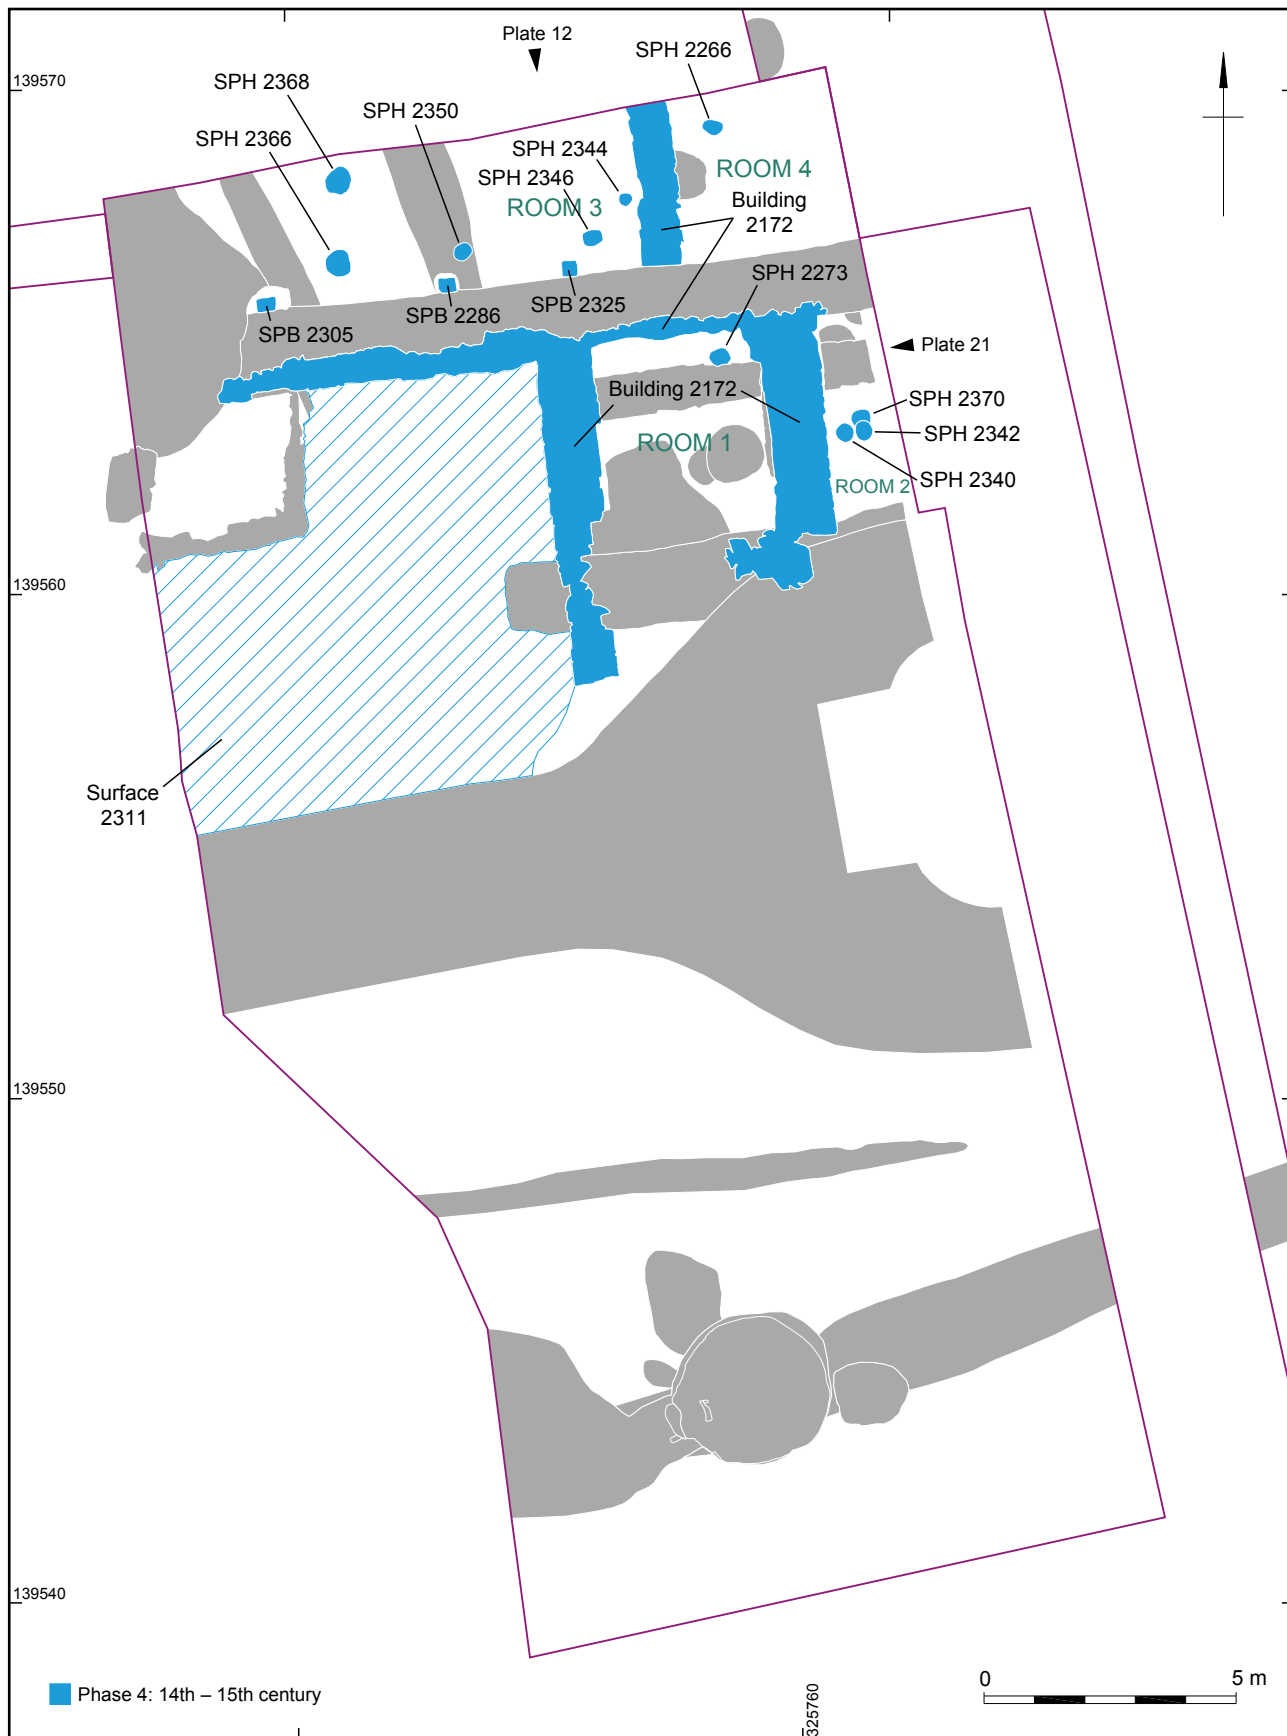 Plate 12
SPH 2266
139570
SPH 2368
SPH 2350
SPH 2366
SPH 2344
SPH 2346
ROOM 4
ROOM 3
Building
2172
SPH 2273
SPB 2325
SPB 2286
SPB 2305
Plate 21
Building 2172
SPH 2370
SPH 2342
ROOM 1
SPH 2340
ROOM 2
139560
Surface
2311
139550
139540
0
5 m
Phase 4: 14th – 15th century
325760